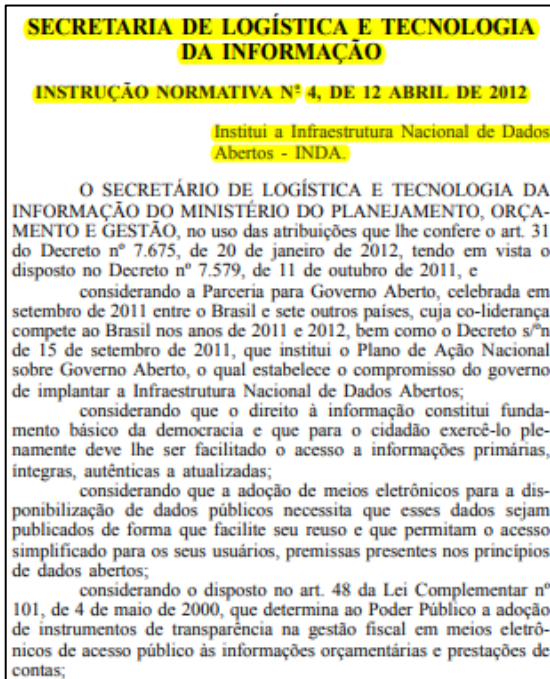 SECRETARIA DE LOGÍSTICA E TECNOLOGIA
DA INFORMAÇÃO
INSTRUÇÃO NORMATIVA Nº 4, DE 12 ABRIL DE 2012
Institui a Infraestrutura Nacional de Dados
Abertos - INDA.
O SECRETÁRIO DE LOGÍSTICA E TECNOLOGIA DA
INFORMAÇÃO DO MINISTÉRIO DO PLANEJAMENTO, ORÇA-
MENTO E GESTÃO, no uso das atribuições que lhe confere o art. 31
do Decreto nº 7.675, de 20 de janeiro de 2012, tendo em vista o
disposto no Decreto nº 7.579, de 11 de outubro de 2011, e
considerando a Parceria para Governo Aberto, celebrada em
setembro de 2011 entre o Brasil e sete outros países, cuja co-liderança
compete ao Brasil nos anos de 2011 e 2012, bem como o Decreto s/ºn
de 15 de setembro de 2011, que institui o Plano de Ação Nacional
sobre Governo Aberto, o qual estabelece o compromisso do governo
de implantar a Infraestrutura Nacional de Dados Abertos;
considerando que o direito à informação constitui funda-
mento básico da democracia e que para o cidadão exercê-lo ple-
namente deve lhe ser facilitado o acesso a informações primárias,
íntegras, autênticas a atualizadas;
considerando que a adoção de meios eletrônicos para a dis-
ponibilização de dados públicos necessita que esses dados sejam
publicados de forma que facilite seu reuso e que permitam o acesso
simplificado para os seus usuários, premissas presentes nos princípios
de dados abertos;
considerando o disposto no art. 48 da Lei Complementar nº
101, de 4 de maio de 2000, que determina ao Poder Público a adoção
de instrumentos de transparência na gestão fiscal em meios eletrô-
nicos de acesso público às informações orçamentárias e prestações de
contas;